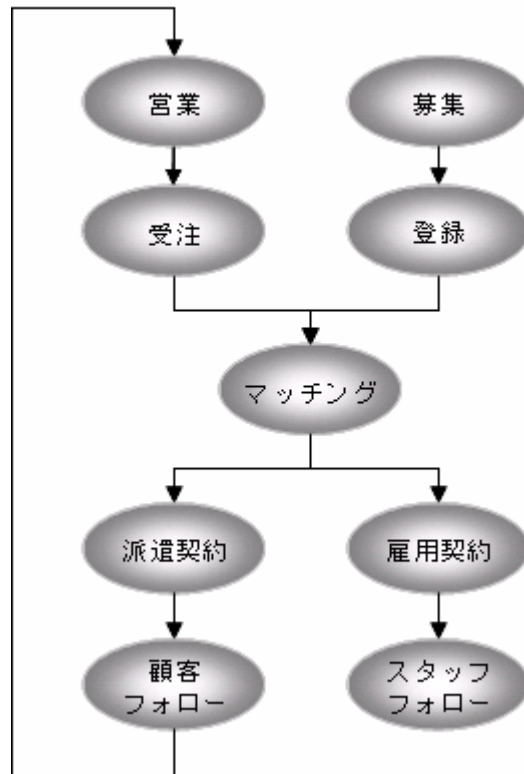 営業
募集
受注
登録
マッチング
派遣契約
雇用契約
顧客
フォロー
スタッフ
フォロー